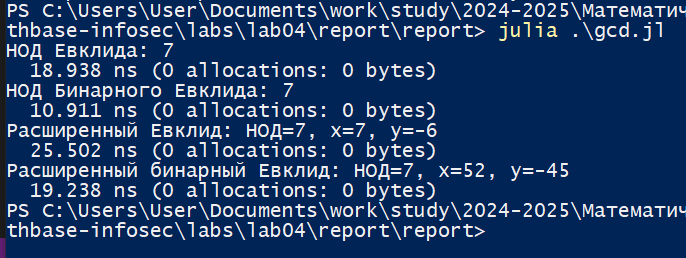 PS C:\Users\User\Documents\work\study\2024-2025\Математич
thbase-infosec\labs\lab04\report\report> julia .\gcd.jl
НОД Евклида: 7
  18.938 ns (0 allocations: 0 bytes)
НОД Бинарного Евклида: 7
  10.911 ns (0 allocations: 0 bytes)
Расширенный Евклид: НОД=7, x=7, y=-6
  25.502 ns (0 allocations: 0 bytes)
Расширенный бинарный Евклид: НОД=7, x=52, y=-45
  19.238 ns (0 allocations: 0 bytes)
PS C:\Users\User\Documents\work\study\2024-2025\Математич
thbase-infosec\labs\lab04\report\report>